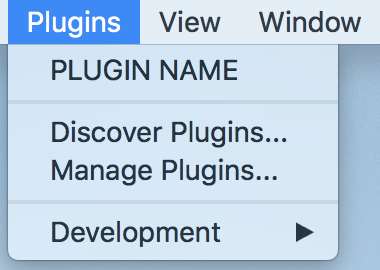 Plugins View Window
PLUGIN NAME
Discover Plugins...
Manage Plugins...
Development